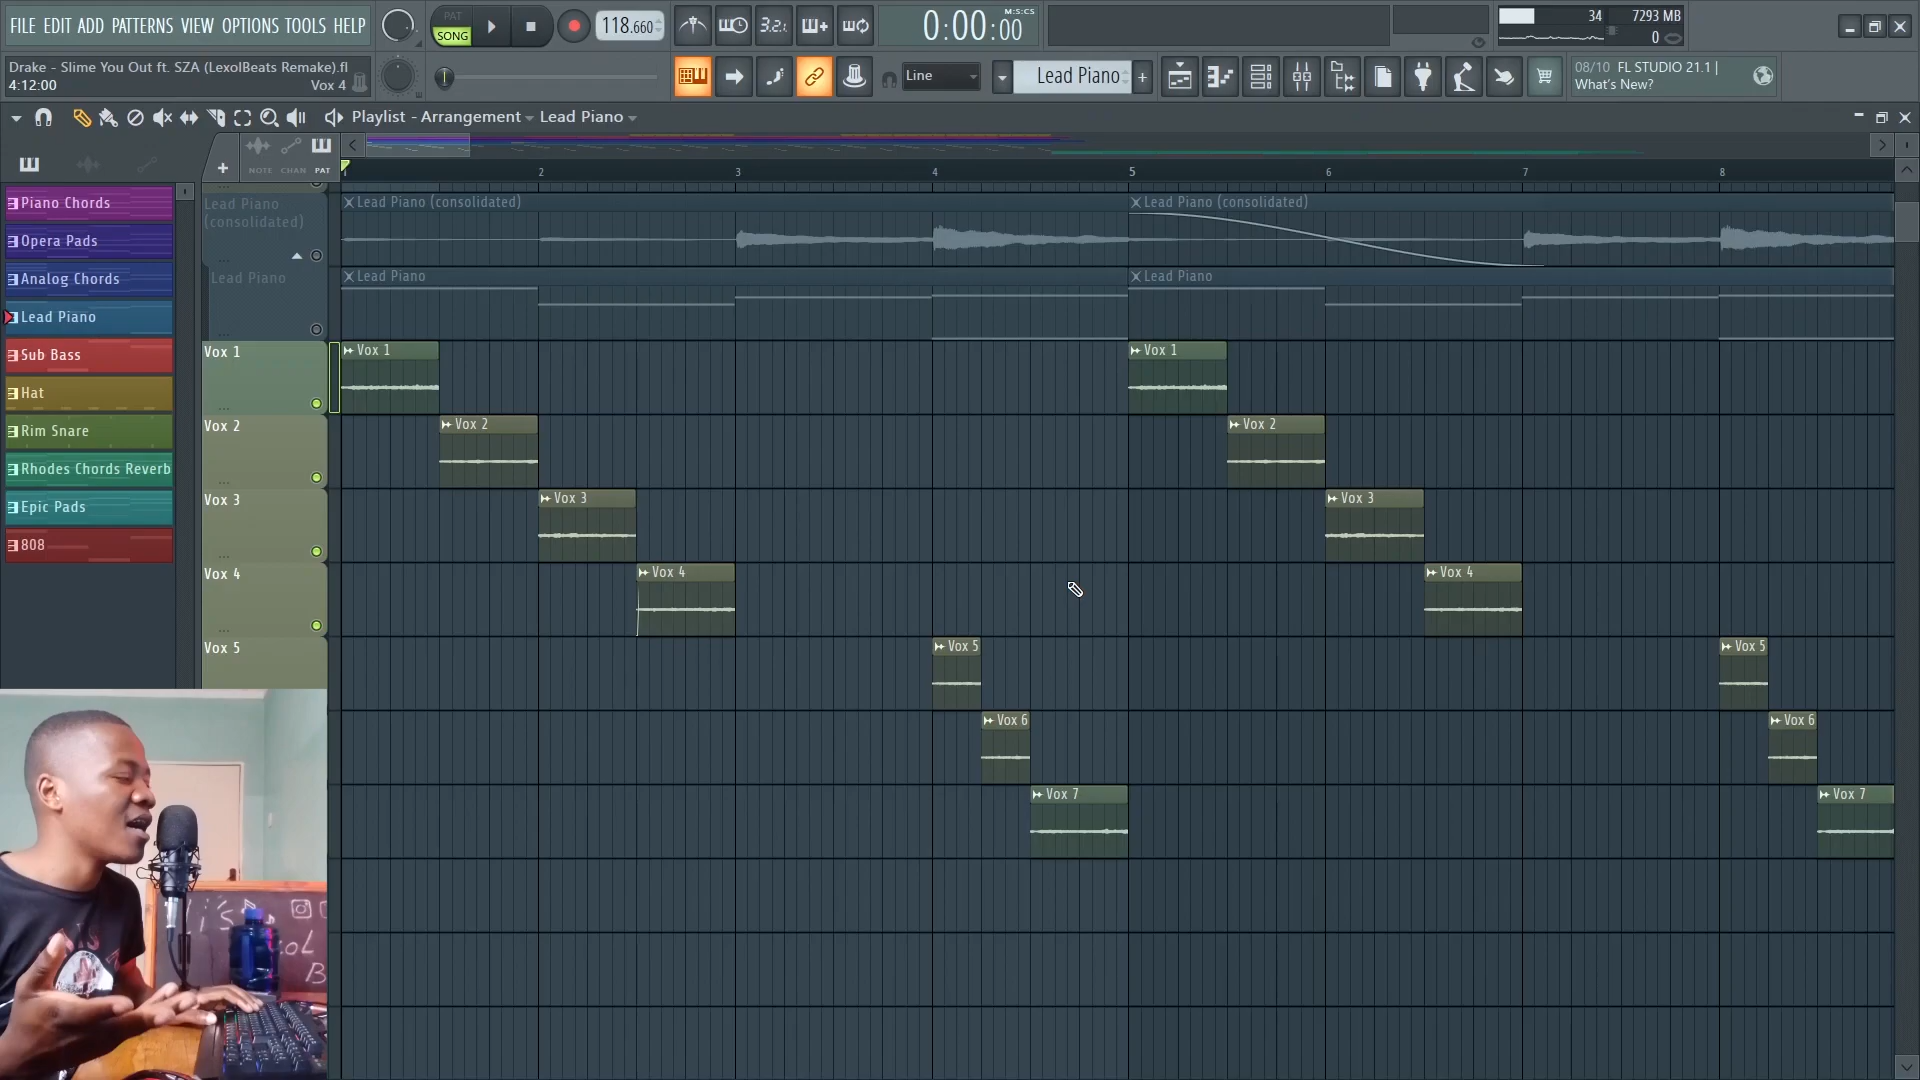 FILE EDIT ADD PATTERNS VIEW OPTIONS TOOLS HELP
PAT
SONG
118.660
3.2.
0:00:00
M:S:CS
34
7293 MB
0
Drake - Slime You Out ft. SZA (LexolBeats Remake).fl
4:12:00
Vox 4
Line
Lead Piano
08/10 FL STUDIO 21.1 |
What's New?
Playlist - Arrangement
Lead Piano
NOTE
CHAN
PAT
1
2
3
4
5
6
7
8
Piano Chords
Opera Pads
Analog Chords
Lead Piano
Sub Bass
Hat
Rim Snare
Rhodes Chords Reverb
Epic Pads
808
Lead Piano
(consolidated)
Lead Piano (consolidated)
Lead Piano (consolidated)
Lead Piano
Lead Piano
Lead Piano
Vox 1
Vox 1
Vox 1
Vox 2
Vox 2
Vox 2
Vox 3
Vox 3
Vox 3
Vox 4
Vox 4
Vox 4
Vox 5
Vox 5
Vox 5
Vox 6
Vox 6
Vox 7
Vox 7